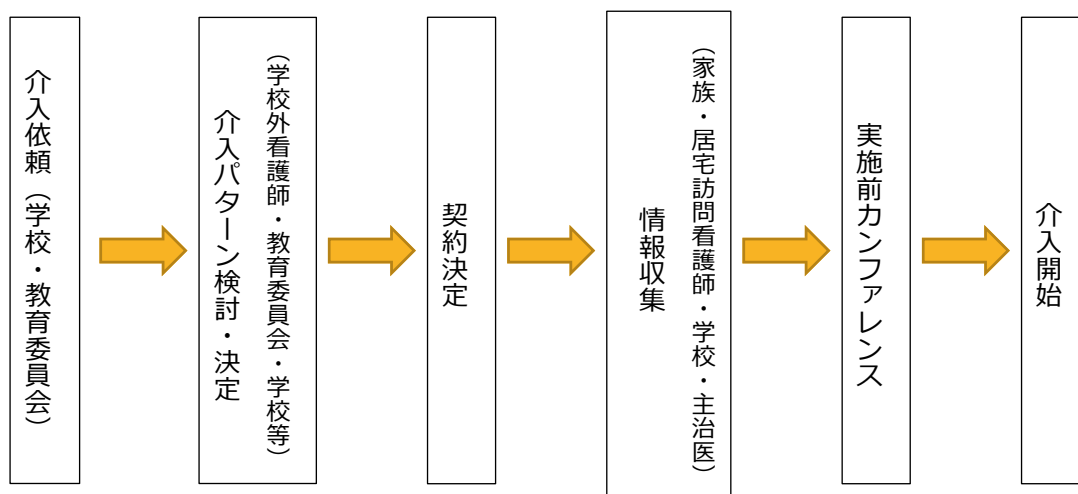 介入依頼（学校・教育委員会）
（学校外看護師・教育委員会・学校等）
介入パターン検討・決定
契約決定
（家族・居宅訪問看護師・学校・主治医）
情報収集
実施前カンファレンス
介入開始